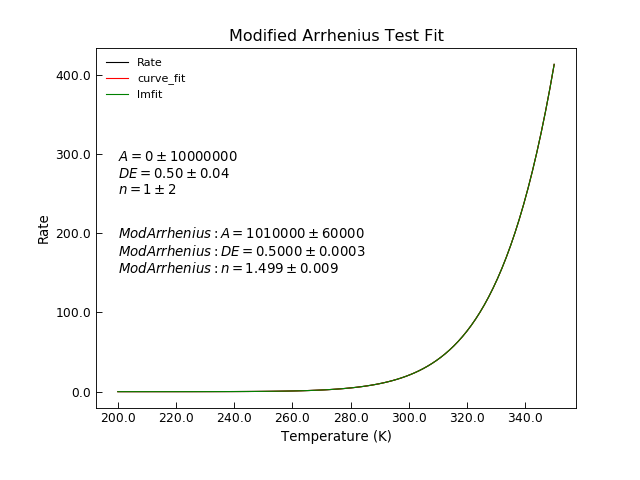 Modified Arrhenius Test Fit
Rate
curve_fit
lmfit
400.0
300.0
200.0
100.0
0.0
A = 0 ± 10000000
DE = 0.50 ± 0.04
n = 1 ± 2
ModArrhenius : A = 1010000 ± 60000
ModArrhenius : DE = 0.5000 ± 0.0003
ModArrhenius : n = 1.499 ± 0.009
Rate
200.0 220.0 240.0 260.0 280.0 300.0 320.0 340.0
Temperature (K)